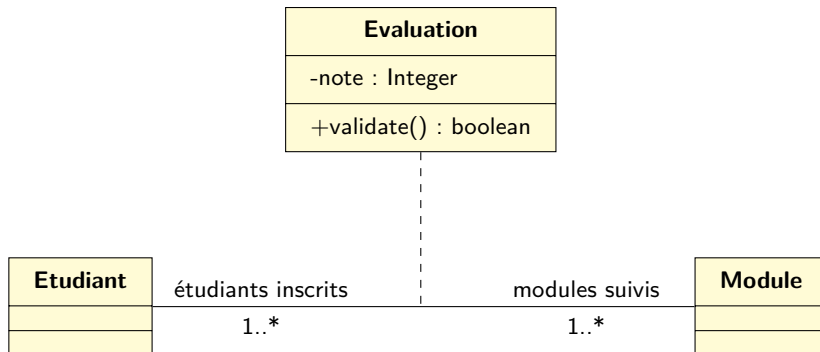 Evaluation
-note : Integer
+validate() : boolean
Etudiant
étudiants inscrits
modules suivis
Module
1..*
1..*